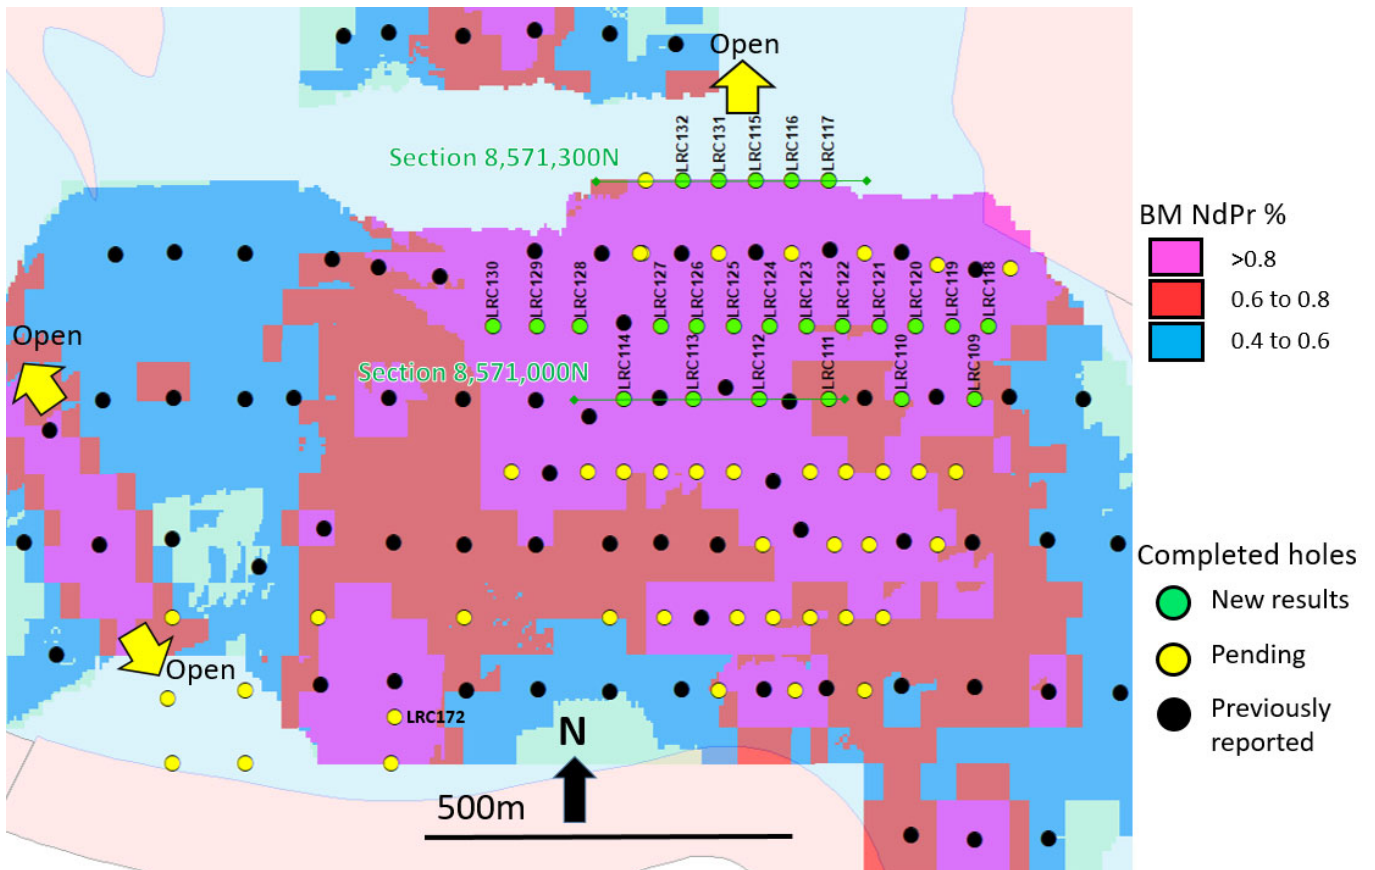 Open
LRC132
LRC131
LRC115
LRC116
LRC117
Section 8,571,300N
BM NdPr %
>0.8
0.6 to 0.8
0.4 to 0.6
LRC130
LRC129
LRC128
LRC127
LRC126
LRC125
LRC124
LRC123
LRC122
LRC121
LRC120
LRC119
LRC118
Open
Section 8,571,000N
LRC114
LRC113
LRC112
LRC111
LRC110
LRC109
Completed holes
New results
Pending
Previously
reported
Open
LRC172
N
500m